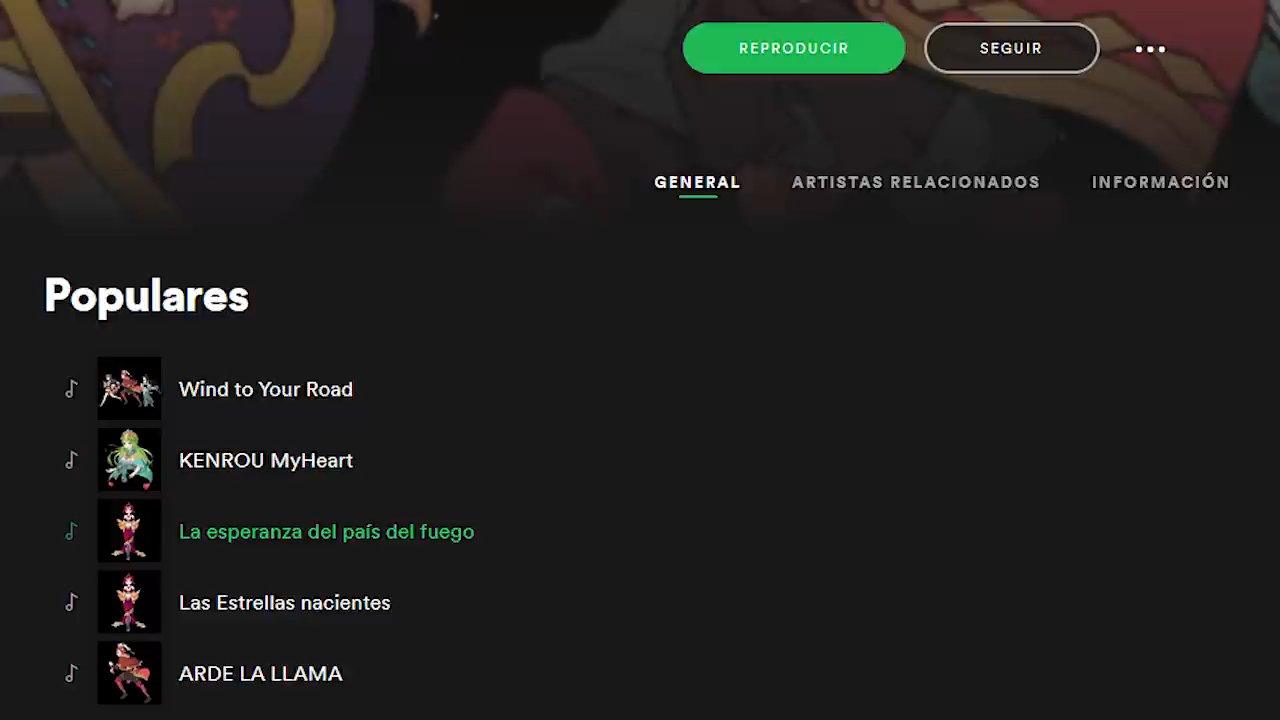 REPRODUCIR
SEGUIR
GENERAL
ARTISTAS RELACIONADOS
INFORMACIÓN
Populares
Wind to Your Road
KENROU MyHeart
La esperanza del país del fuego
Las Estrellas nacientes
ARDE LA LLAMA